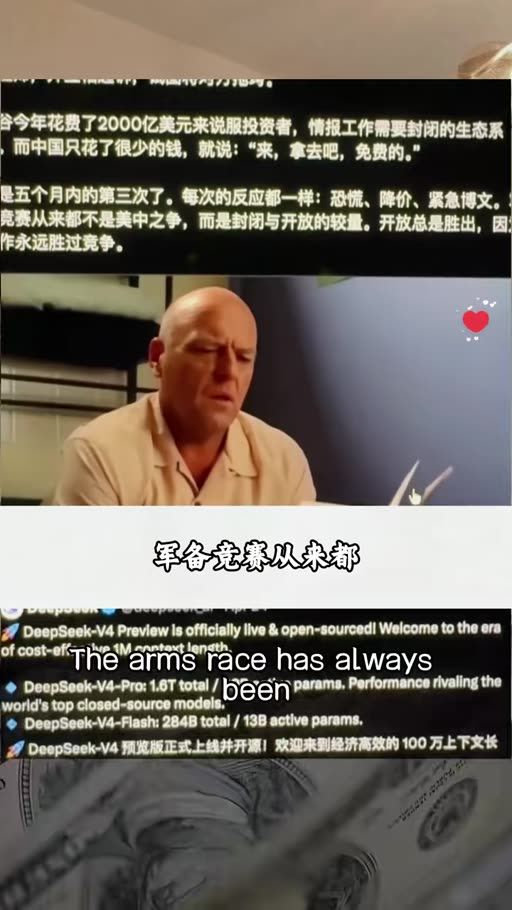 谷今年花费了2000亿美元来说服投资者，情报工作需要封闭的生态系
，而中国只花了很少的钱，就说：“来，拿去吧，免费的。”
是五个月内的第三次了。每次的反应都一样：恐慌、降价、紧急博文。
竞赛从来都不是美中之争，而是封闭与开放的较量。开放总是胜出，因
作永远胜过竞争。
军备竞赛从来都
🚀 DeepSeek-V4 Preview is officially live & open-sourced! Welcome to the era
of cost-effective 1M context length.
The arms race has always
been
🔹 DeepSeek-V4-Pro: 1.6T total / active params. Performance rivaling the
world's top closed-source models.
🔹 DeepSeek-V4-Flash: 284B total / 13B active params.
🚀 DeepSeek-V4 预览版正式上线并开源！欢迎来到经济高效的 100 万上下文长